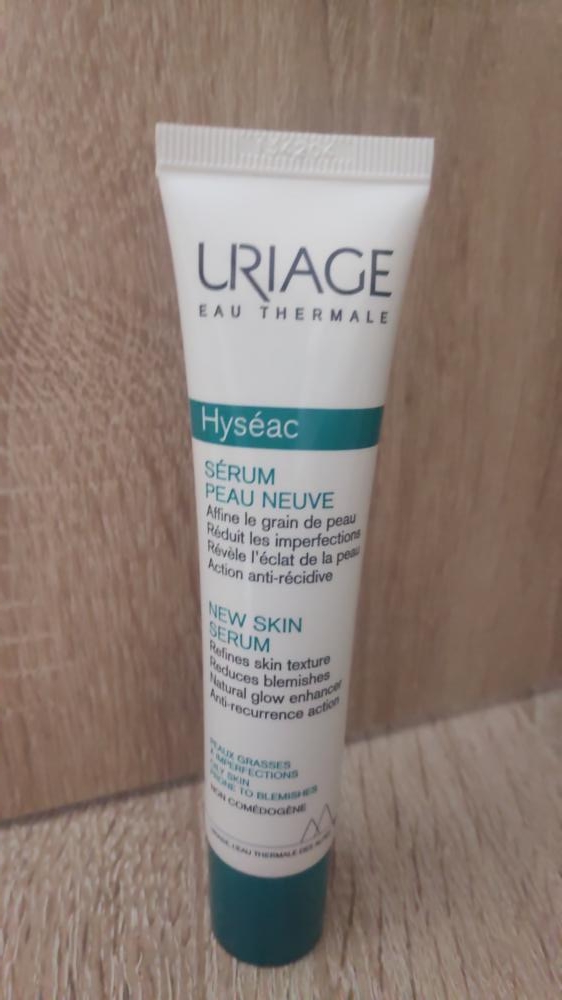 URIAGE
EAU THERMALE
Hyséac
SÉRUM
PEAU NEUVE
Affine le grain de peau
Réduit les imperfections
Révèle l'éclat de la peau
Action anti-récidive
NEW SKIN
SERUM
Refines skin texture
Reduces blemishes
Natural glow enhancer
Anti-recurrence action
PEAUX GRASSES
À IMPERFECTIONS
OILY SKIN
PRONE TO BLEMISHES
NON COMÉDOGÈNE